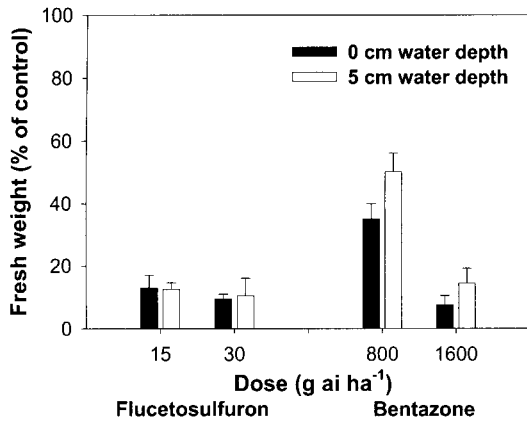 100
80
60
40
20
0
Fresh weight (% of control)
0 cm water depth
5 cm water depth
15 30 800 1600
Dose (g ai ha⁻¹)
Flucetosulfuron Bentazone